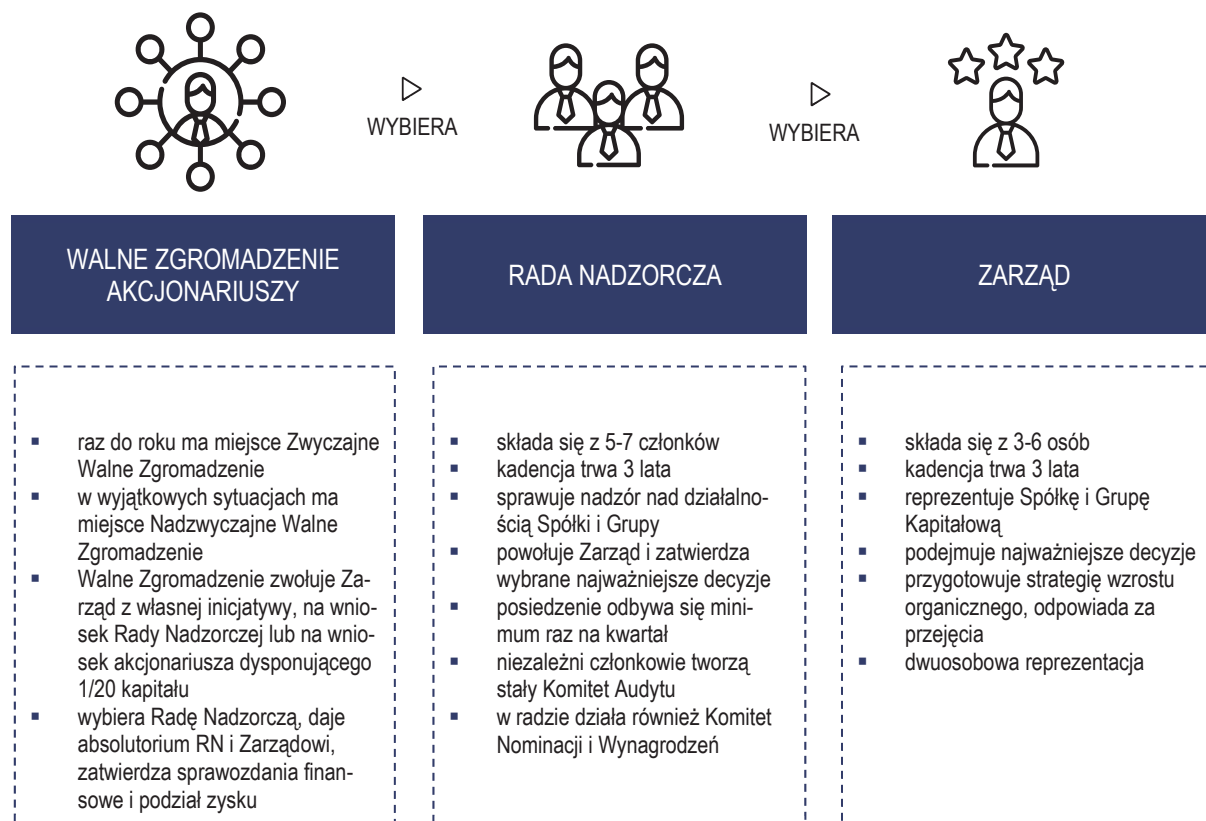 WYBIERA
WYBIERA
WALNE ZGROMADZENIE
AKCJONARIUSZY
RADA NADZORCZA
ZARZĄD
▪ raz do roku ma miejsce Zwyczajne
Walne Zgromadzenie
▪ w wyjątkowych sytuacjach ma
miejsce Nadzwyczajne Walne
Zgromadzenie
▪ Walne Zgromadzenie zwołuje Za-
rząd z własnej inicjatywy, na wnio-
sek Rady Nadzorczej lub na wnio-
sek akcjonariusza dysponującego
1/20 kapitału
▪ wybiera Radę Nadzorczą, daje
absolutorium RN i Zarządowi,
zatwierdza sprawozdania finan-
sowe i podział zysku
▪ składa się z 5-7 członków
▪ kadencja trwa 3 lata
▪ sprawuje nadzór nad działalno-
ścią Spółki i Grupy
▪ powołuje Zarząd i zatwierdza
wybrane najważniejsze decyzje
▪ posiedzenie odbywa się mini-
mum raz na kwartał
▪ niezależni członkowie tworzą
stały Komitet Audytu
▪ w radzie działa również Komitet
Nominacji i Wynagrodzeń
▪ składa się z 3-6 osób
▪ kadencja trwa 3 lata
▪ reprezentuje Spółkę i Grupę
Kapitałową
▪ podejmuje najważniejsze decyzje
▪ przygotowuje strategię wzrostu
organicznego, odpowiada za
przejęcia
▪ dwuosobowa reprezentacja